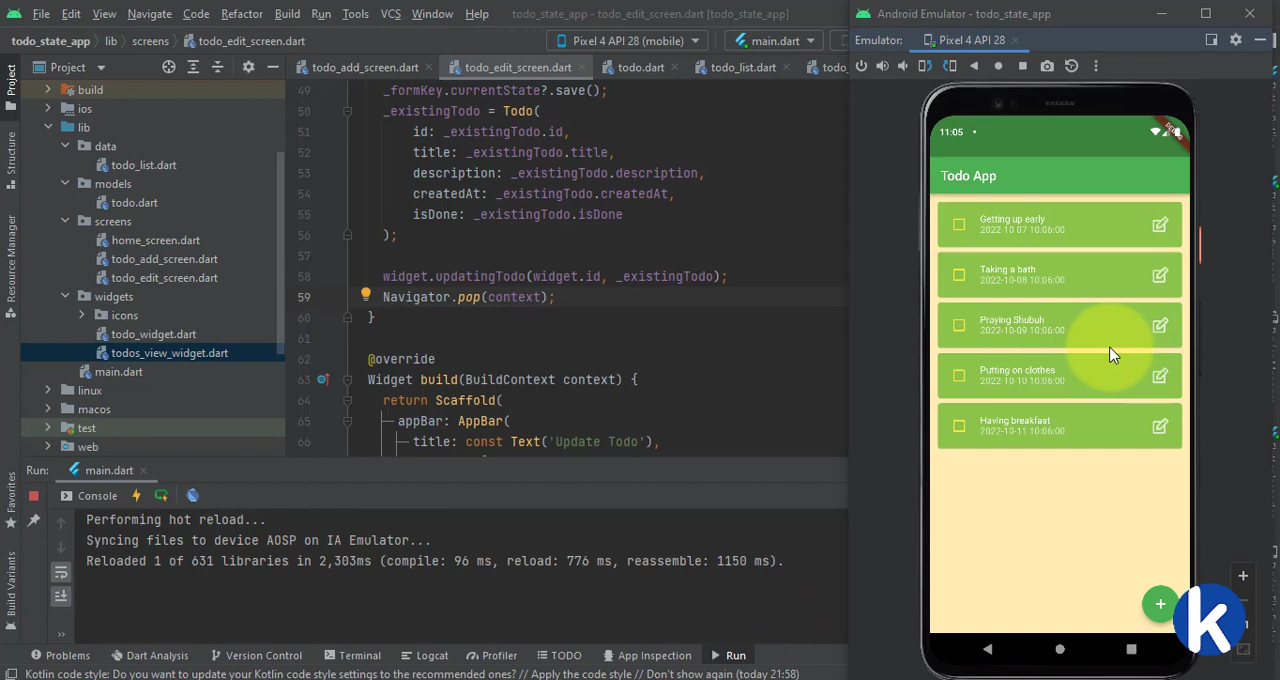 File Edit View Navigate Code Refactor Build Run Tools VCS Window Help todo_state_app - todo_edit_screen.dart [todo_state_app]
Android Emulator - todo_state_app
todo_state_app lib screens todo_edit_screen.dart Pixel 4 API 28 (mobile) main.dart
Emulator: Pixel 4 API 28
Project
todo_add_screen.dart todo_edit_screen.dart todo.dart todo_list.dart todo
Project
Structure
Resource Manager
Favorites
Build Variants
build
ios
lib
data
todo_list.dart
models
todo.dart
screens
home_screen.dart
todo_add_screen.dart
todo_edit_screen.dart
widgets
icons
todo_widget.dart
todos_view_widget.dart
main.dart
linux
macos
test
web
49 _formKey.currentState?.save();
50 _existingTodo = Todo(
51 id: _existingTodo.id,
52 title: _existingTodo.title,
53 description: _existingTodo.description,
54 createdAt: _existingTodo.createdAt,
55 isDone: _existingTodo.isDone
56 );
57
58 widget.updatingTodo(widget.id, _existingTodo);
59 Navigator.pop(context);
60 }
61
62 @override
63 Widget build(BuildContext context) {
64 return Scaffold(
65 appBar: AppBar(
66 title: const Text('Update Todo'),
11:05
DEBUG
Todo App
Getting up early
2022-10-07 10:06:00
Taking a bath
2022-10-08 10:06:00
Praying Shubuh
2022-10-09 10:06:00
Putting on clothes
2022-10-10 10:06:00
Having breakfast
2022-10-11 10:06:00
+
k
Run: main.dart
Console
Performing hot reload...
Syncing files to device AOSP on IA Emulator...
Reloaded 1 of 631 libraries in 2,303ms (compile: 96 ms, reload: 776 ms, reassemble: 1150 ms).
Problems Dart Analysis Version Control Terminal Logcat Profiler TODO App Inspection Run
Kotlin code style: Do you want to update your Kotlin code style settings to the recommended ones? // Apply the code style // Don't show again (today 21:58)